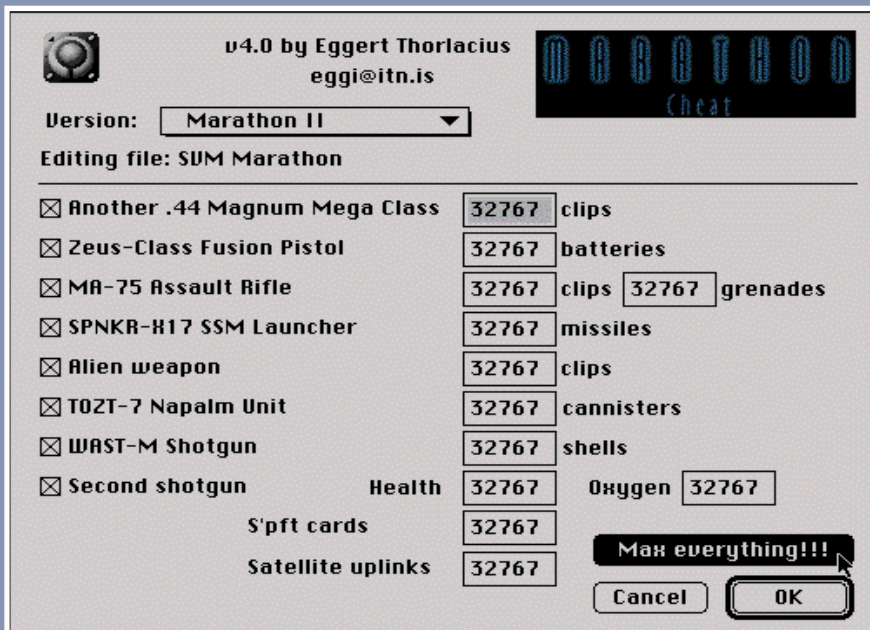 v4.0 by Eggert Thorlacius
eggi@itn.is
MARATHON
Cheat
Version: Marathon II
Editing file: SVM Marathon
Another .44 Magnum Mega Class 32767 clips
Zeus-Class Fusion Pistol 32767 batteries
MA-75 Assault Rifle 32767 clips 32767 grenades
SPNKR-X17 SSM Launcher 32767 missiles
Alien weapon 32767 clips
TOZT-7 Napalm Unit 32767 cannisters
WAST-M Shotgun 32767 shells
Second shotgun Health 32767 Oxygen 32767
S'pft cards 32767
Satellite uplinks 32767
Max everything!!!
Cancel OK